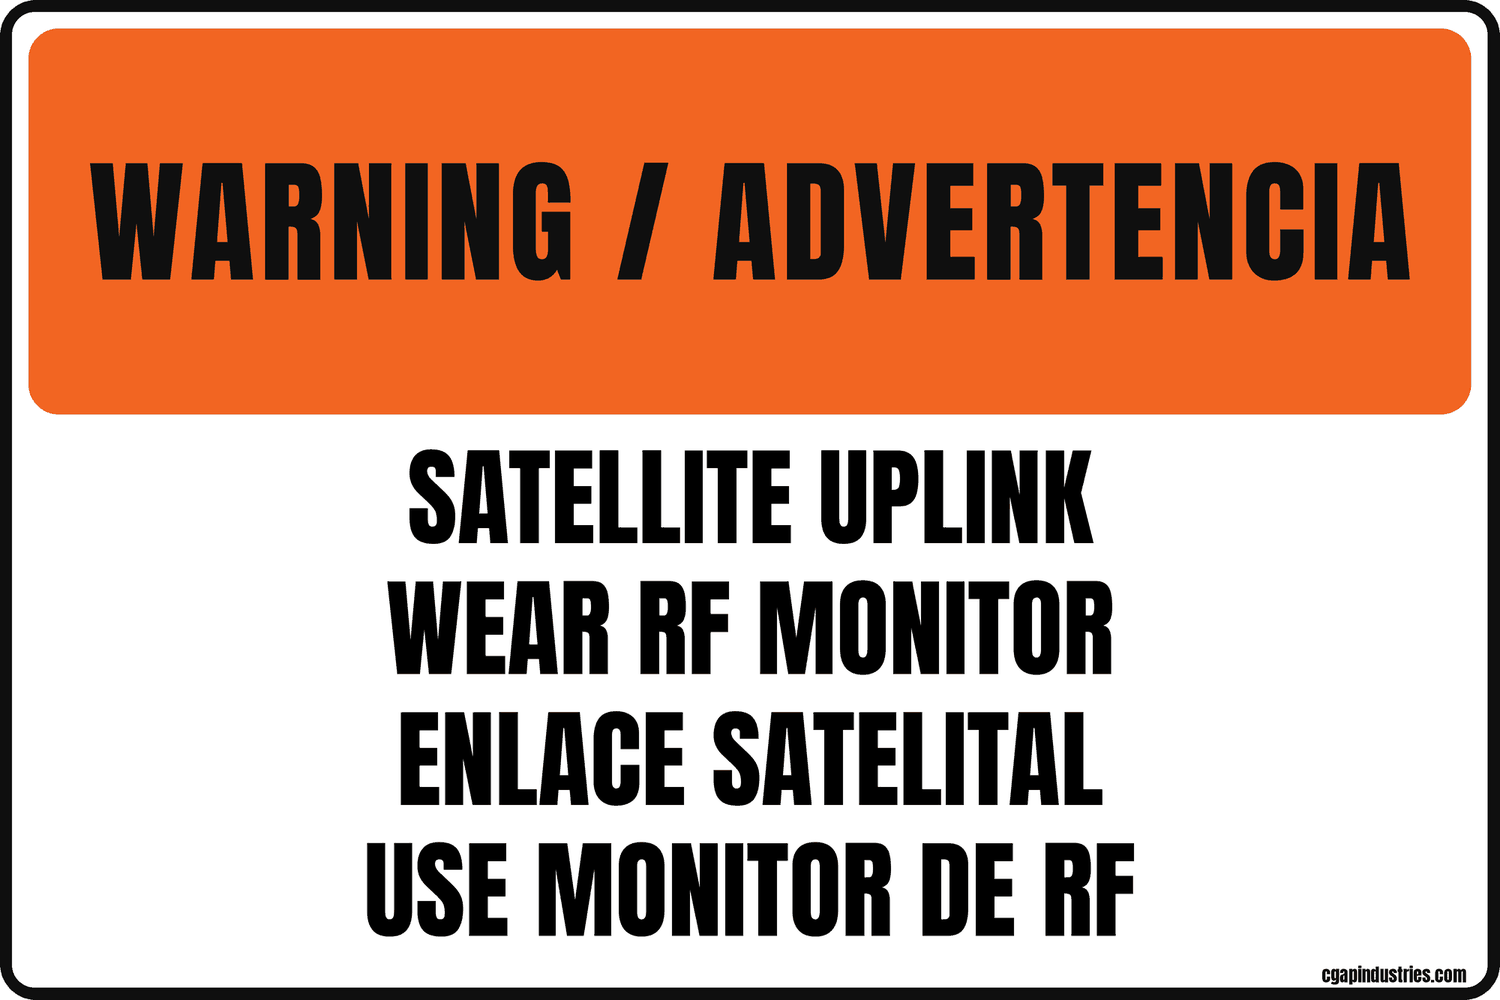 WARNING / ADVERTENCIA
SATELLITE UPLINK
WEAR RF MONITOR
ENLACE SATELITAL
USE MONITOR DE RF
cgapindustries.com